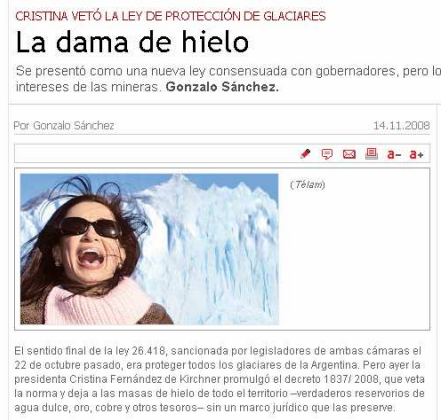 CRISTINA VETÓ LA LEY DE PROTECCIÓN DE GLACIARES
La dama de hielo
Se presentó como una nueva ley consensuada con gobernadores, pero lo
intereses de las mineras. Gonzalo Sánchez.
Por Gonzalo Sánchez 14.11.2008
a- a+
(Télam)
El sentido final de la ley 26.418, sancionada por legisladores de ambas cámaras el
22 de octubre pasado, era proteger todos los glaciares de la Argentina. Pero ayer la
presidenta Cristina Fernández de Kirchner promulgó el decreto 1837/ 2008, que veta
la norma y deja a las masas de hielo de todo el territorio –verdaderos reservorios de
agua dulce, oro, cobre y otros tesoros– sin un marco jurídico que las preserve.